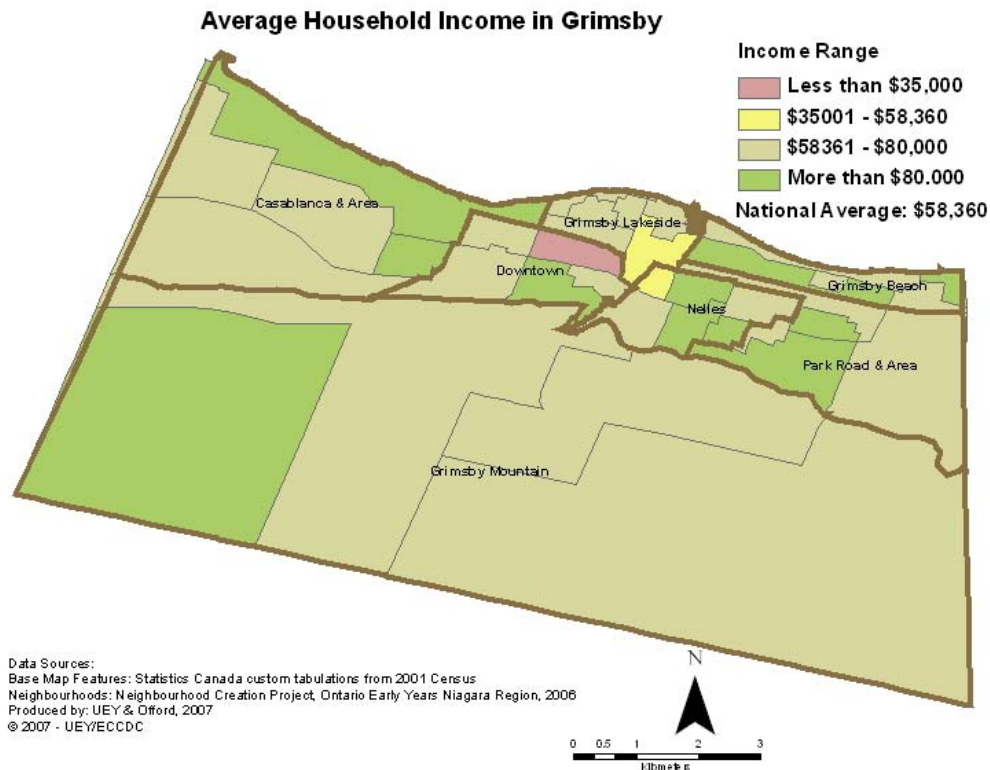 Average Household Income in Grimsby
Income Range
Less than $35,000
$35001 - $58,360
$58361 - $80,000
More than $80.000
National Average: $58,360
Casablanca & Area
Grimsby Lakeside
Downtown
Grimsby Beach
Nelles
Park Road & Area
Grimsby Mountain
Data Sources:
Base Map Features: Statistics Canada custom tabulations from 2001 Census
Neighbourhoods: Neighbourhood Creation Project, Ontario Early Years Niagara Region, 2006
Produced by: UEY & Offord, 2007
© 2007 - UEY/ECCDC
N
0 0.5 1 2 3
Kilometers